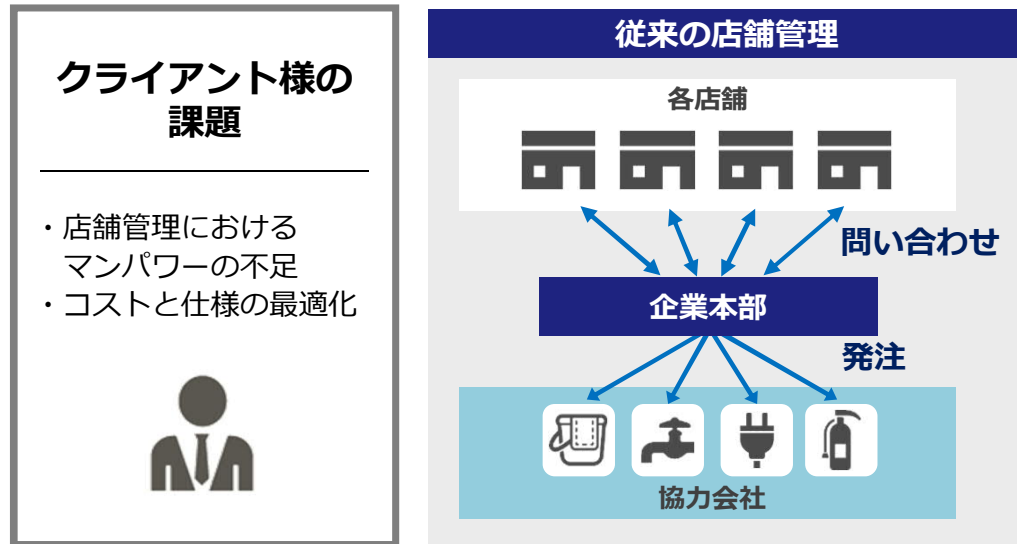 クライアント様の
課題
・店舗管理における
マンパワーの不足
・コストと仕様の最適化
従来の店舗管理
各店舗
問い合わせ
企業本部
発注
協力会社